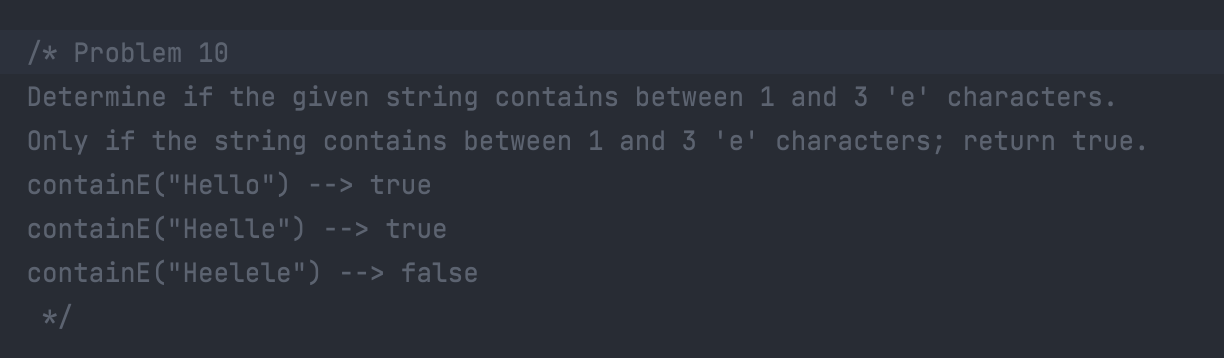 /* Problem 10
Determine if the given string contains between 1 and 3 'e' characters.
Only if the string contains between 1 and 3 'e' characters; return true.
containE("Hello") --> true
containE("Heelle") --> true
containE("Heelele") --> false
*/